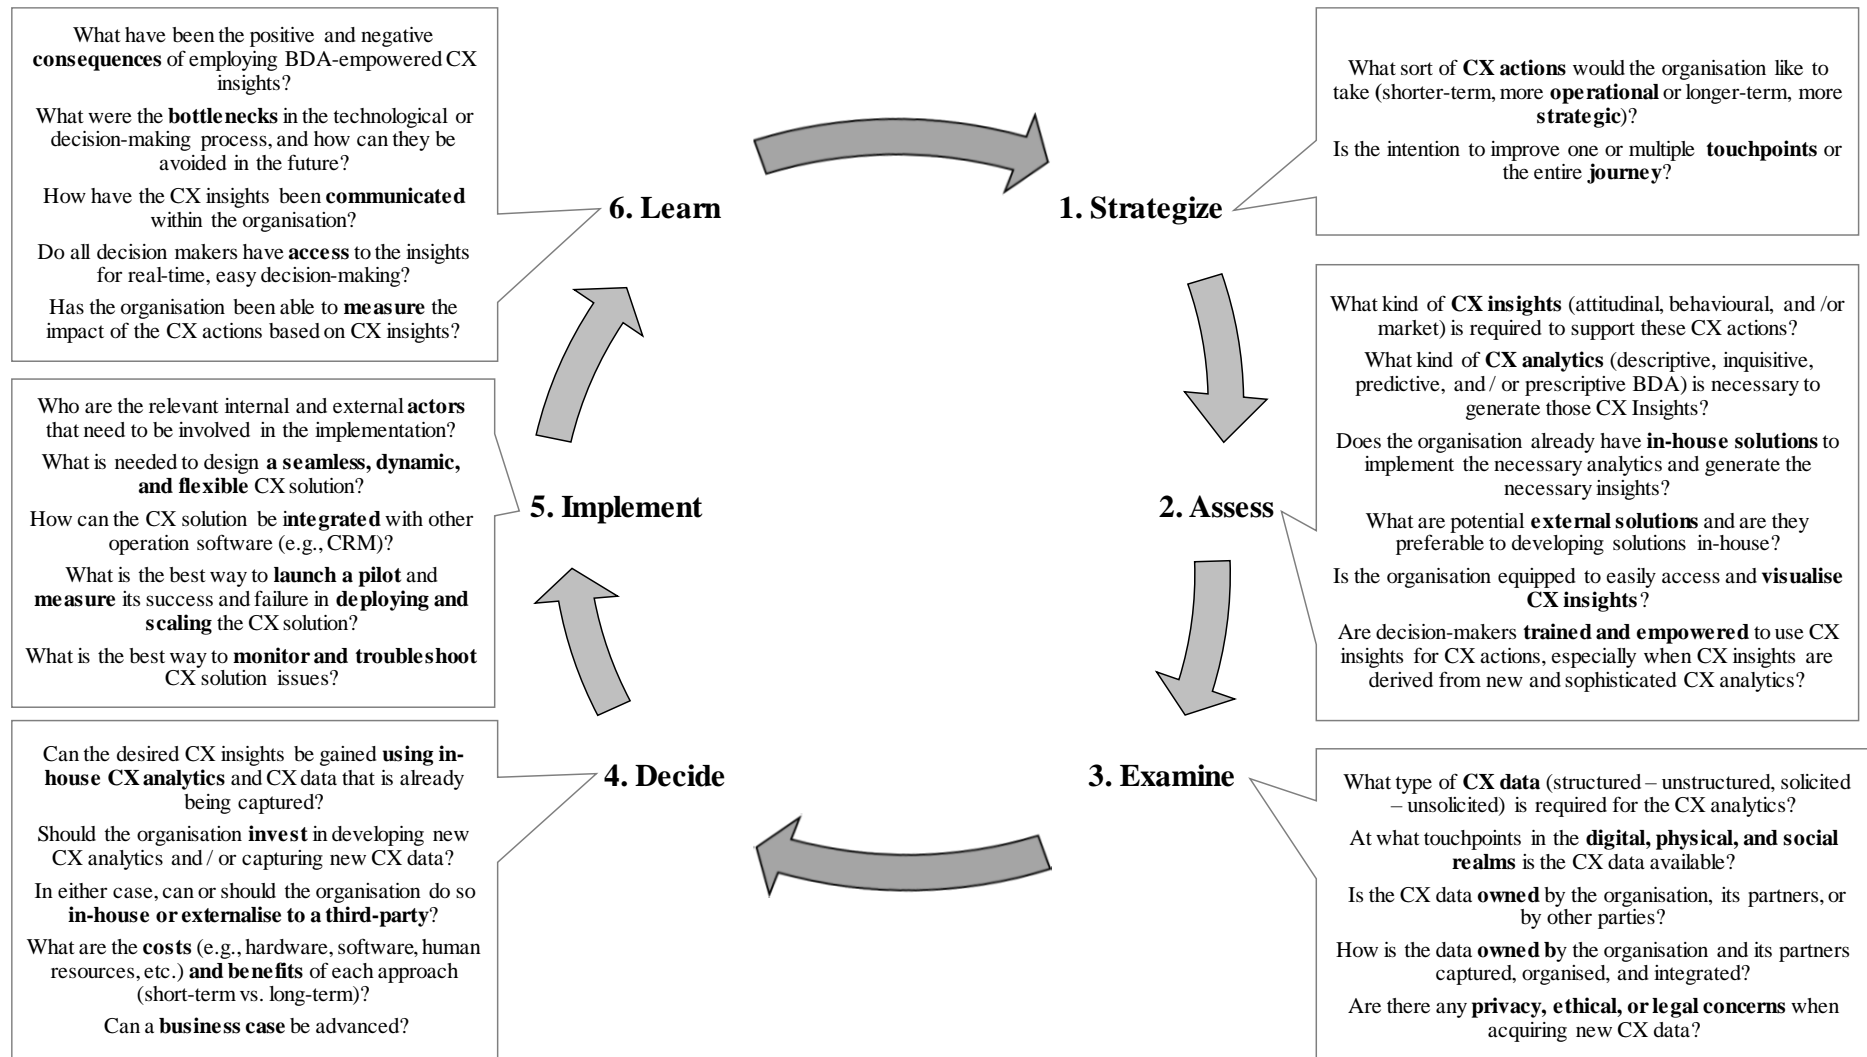 What have been the positive and negative
consequences of employing BDA-empowered CX
insights?
What were the bottlenecks in the technological or
decision-making process, and how can they be
avoided in the future?
How have the CX insights been communicated
within the organisation?
Do all decision makers have access to the insights
for real-time, easy decision-making?
Has the organisation been able to measure the
impact of the CX actions based on CX insights?
6. Learn
1. Strategize
What sort of CX actions would the organisation like to
take (shorter-term, more operational or longer-term, more
strategic)?
Is the intention to improve one or multiple touchpoints or
the entire journey?
What kind of CX insights (attitudinal, behavioural, and /or
market) is required to support these CX actions?
What kind of CX analytics (descriptive, inquisitive,
predictive, and / or prescriptive BDA) is necessary to
generate those CX Insights?
Does the organisation already have in-house solutions to
implement the necessary analytics and generate the
necessary insights?
What are potential external solutions and are they
preferable to developing solutions in-house?
Is the organisation equipped to easily access and visualise
CX insights?
Are decision-makers trained and empowered to use CX
insights for CX actions, especially when CX insights are
derived from new and sophisticated CX analytics?
2. Assess
Who are the relevant internal and external actors
that need to be involved in the implementation?
What is needed to design a seamless, dynamic,
and flexible CX solution?
How can the CX solution be integrated with other
operation software (e.g., CRM)?
What is the best way to launch a pilot and
measure its success and failure in deploying and
scaling the CX solution?
What is the best way to monitor and troubleshoot
CX solution issues?
5. Implement
Can the desired CX insights be gained using in-
house CX analytics and CX data that is already
being captured?
Should the organisation invest in developing new
CX analytics and / or capturing new CX data?
In either case, can or should the organisation do so
in-house or externalise to a third-party?
What are the costs (e.g., hardware, software, human
resources, etc.) and benefits of each approach
(short-term vs. long-term)?
Can a business case be advanced?
4. Decide
3. Examine
What type of CX data (structured – unstructured, solicited
– unsolicited) is required for the CX analytics?
At what touchpoints in the digital, physical, and social
realms is the CX data available?
Is the CX data owned by the organisation, its partners, or
by other parties?
How is the data owned by the organisation and its partners
captured, organised, and integrated?
Are there any privacy, ethical, or legal concerns when
acquiring new CX data?